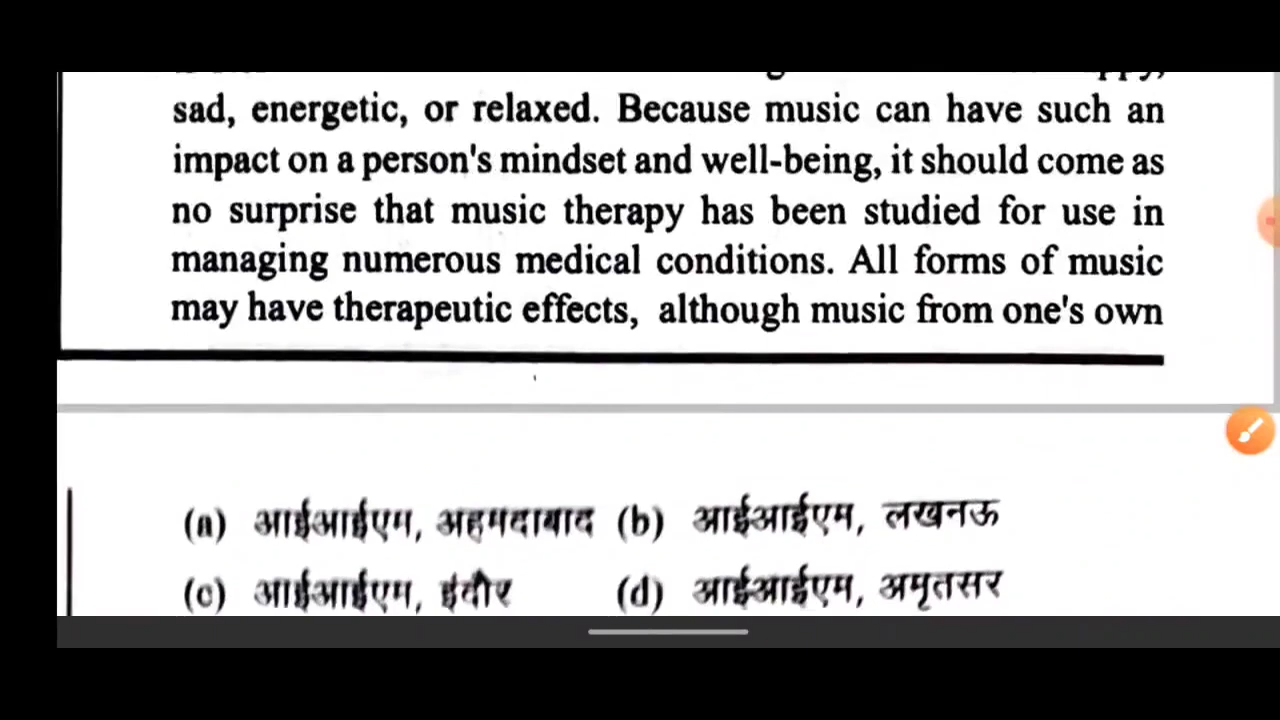 sad, energetic, or relaxed. Because music can have such an
impact on a person's mindset and well-being, it should come as
no surprise that music therapy has been studied for use in
managing numerous medical conditions. All forms of music
may have therapeutic effects, although music from one's own
(a) आईआईएम, अहमदाबाद (b) आईआईएम, लखनऊ
(c) आईआईएम, इंदौर (d) आईआईएम, अमृतसर